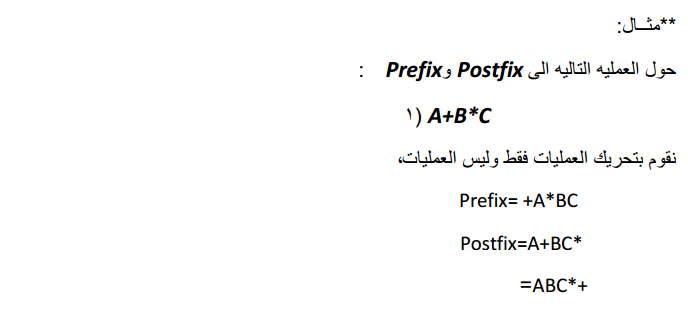 **مثـــال:
حول العمليه التاليه الى Postfix وPrefix :
١) A+B*C
نقوم بتحريك العمليات فقط وليس العمليات،
Prefix= +A*BC
Postfix=A+BC*
=ABC*+